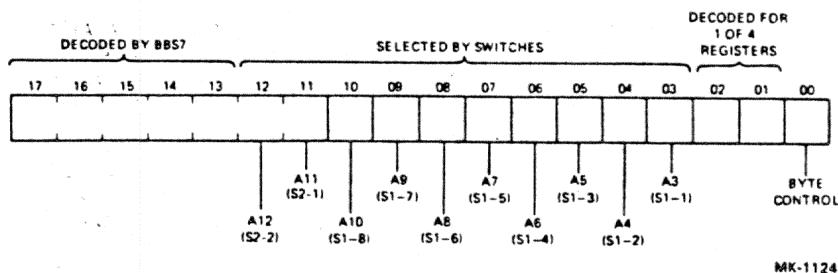 DECODED FOR
1 OF 4
REGISTERS
DECODED BY BBS7
SELECTED BY SWITCHES
17 16 15 14 13 12 11 10 09 08 07 06 05 04 03 02 01 00
A11 A9 A7 A5 A3 BYTE
(S2-1) (S1-7) (S1-5) (S1-3) (S1-1) CONTROL
A12 A10 A8 A6 A4
(S2-2) (S1-8) (S1-6) (S1-4) (S1-2)
MK-1124